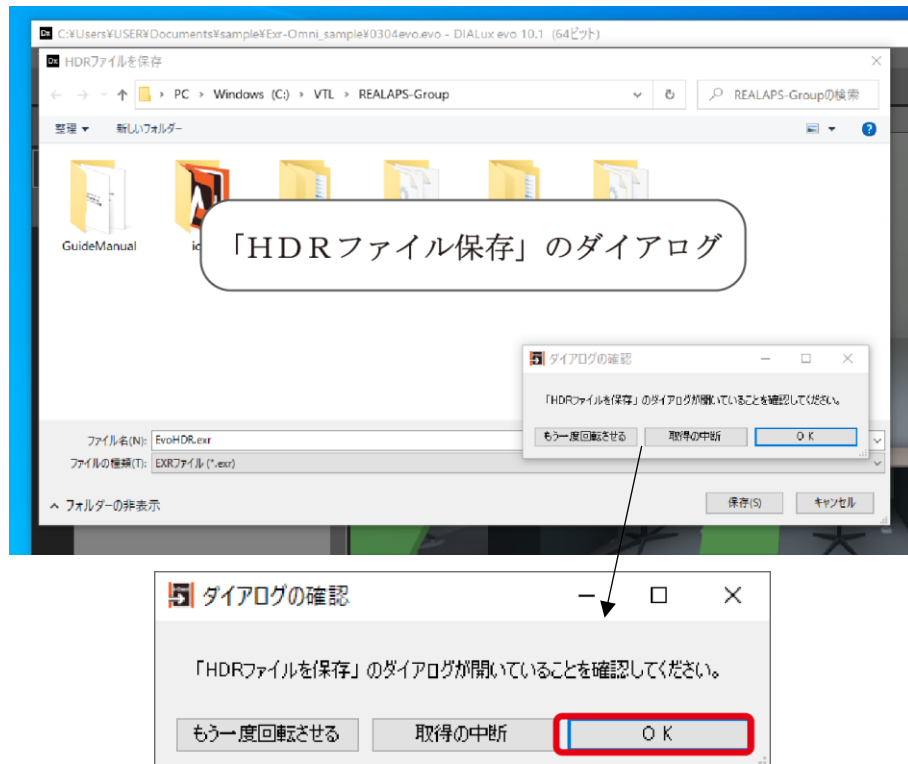 C:¥Users¥USER¥Documents¥sample¥Exr-Omni_sample¥0304evo.evo - DIALux evo 10.1 (64ビット)
HDRファイルを保存
PC › Windows (C:) › VTL › REALAPS-Group
REALAPS-Groupの検索
整理 新しいフォルダー
GuideManual
「HDRファイル保存」のダイアログ
ダイアログの確認
「HDRファイルを保存」のダイアログが開いていることを確認してください。
もう一度回転させる 取得の中断 OK
ファイル名(N): EvoHDR.exr
ファイルの種類(T): EXRファイル (*.exr)
フォルダーの非表示 保存(S) キャンセル
ダイアログの確認
「HDRファイルを保存」のダイアログが開いていることを確認してください。
もう一度回転させる 取得の中断 OK